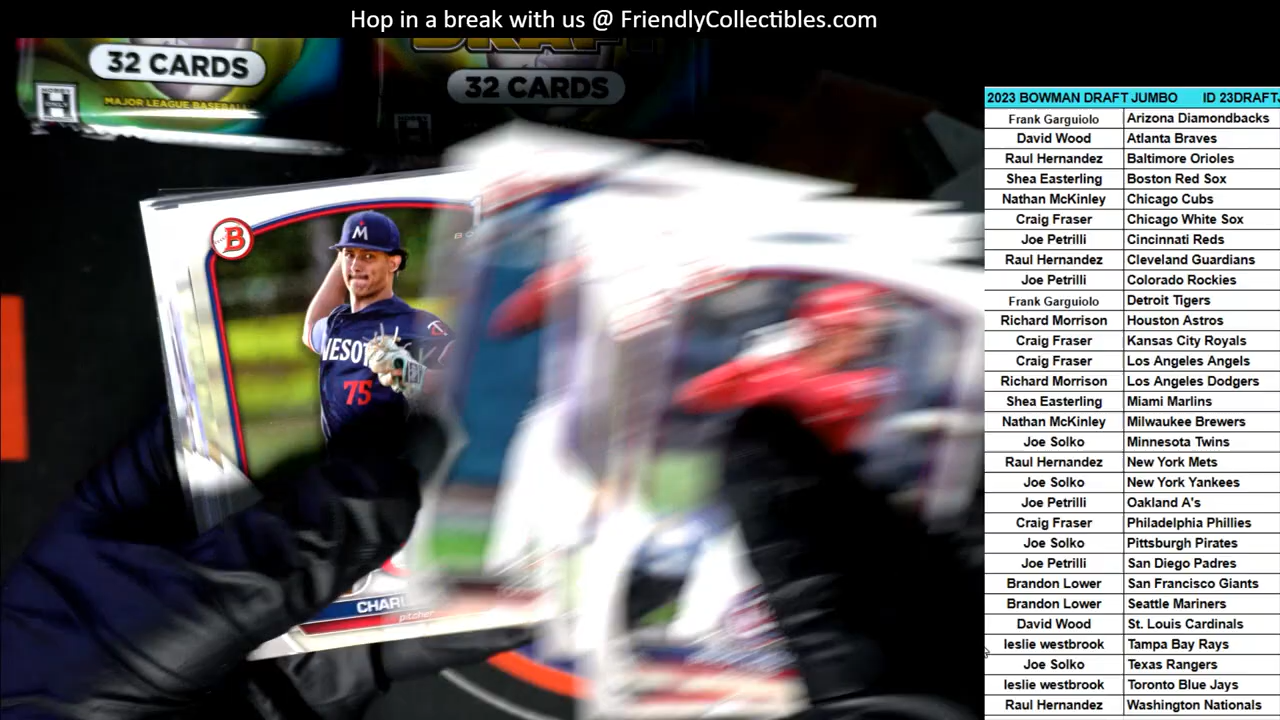 Hop in a break with us @ FriendlyCollectibles.com
32 CARDS
32 CARDS
HOBBY ONLY
MAJOR LEAGUE BASEBALL
B
M
75
CHARL
pitcher
2023 BOWMAN DRAFT JUMBO ID 23DRAFTJ
Frank Garguiolo Arizona Diamondbacks
David Wood Atlanta Braves
Raul Hernandez Baltimore Orioles
Shea Easterling Boston Red Sox
Nathan McKinley Chicago Cubs
Craig Fraser Chicago White Sox
Joe Petrilli Cincinnati Reds
Raul Hernandez Cleveland Guardians
Joe Petrilli Colorado Rockies
Frank Garguiolo Detroit Tigers
Richard Morrison Houston Astros
Craig Fraser Kansas City Royals
Craig Fraser Los Angeles Angels
Richard Morrison Los Angeles Dodgers
Shea Easterling Miami Marlins
Nathan McKinley Milwaukee Brewers
Joe Solko Minnesota Twins
Raul Hernandez New York Mets
Joe Solko New York Yankees
Joe Petrilli Oakland A's
Craig Fraser Philadelphia Phillies
Joe Solko Pittsburgh Pirates
Joe Petrilli San Diego Padres
Brandon Lower San Francisco Giants
Brandon Lower Seattle Mariners
David Wood St. Louis Cardinals
leslie westbrook Tampa Bay Rays
Joe Solko Texas Rangers
leslie westbrook Toronto Blue Jays
Raul Hernandez Washington Nationals